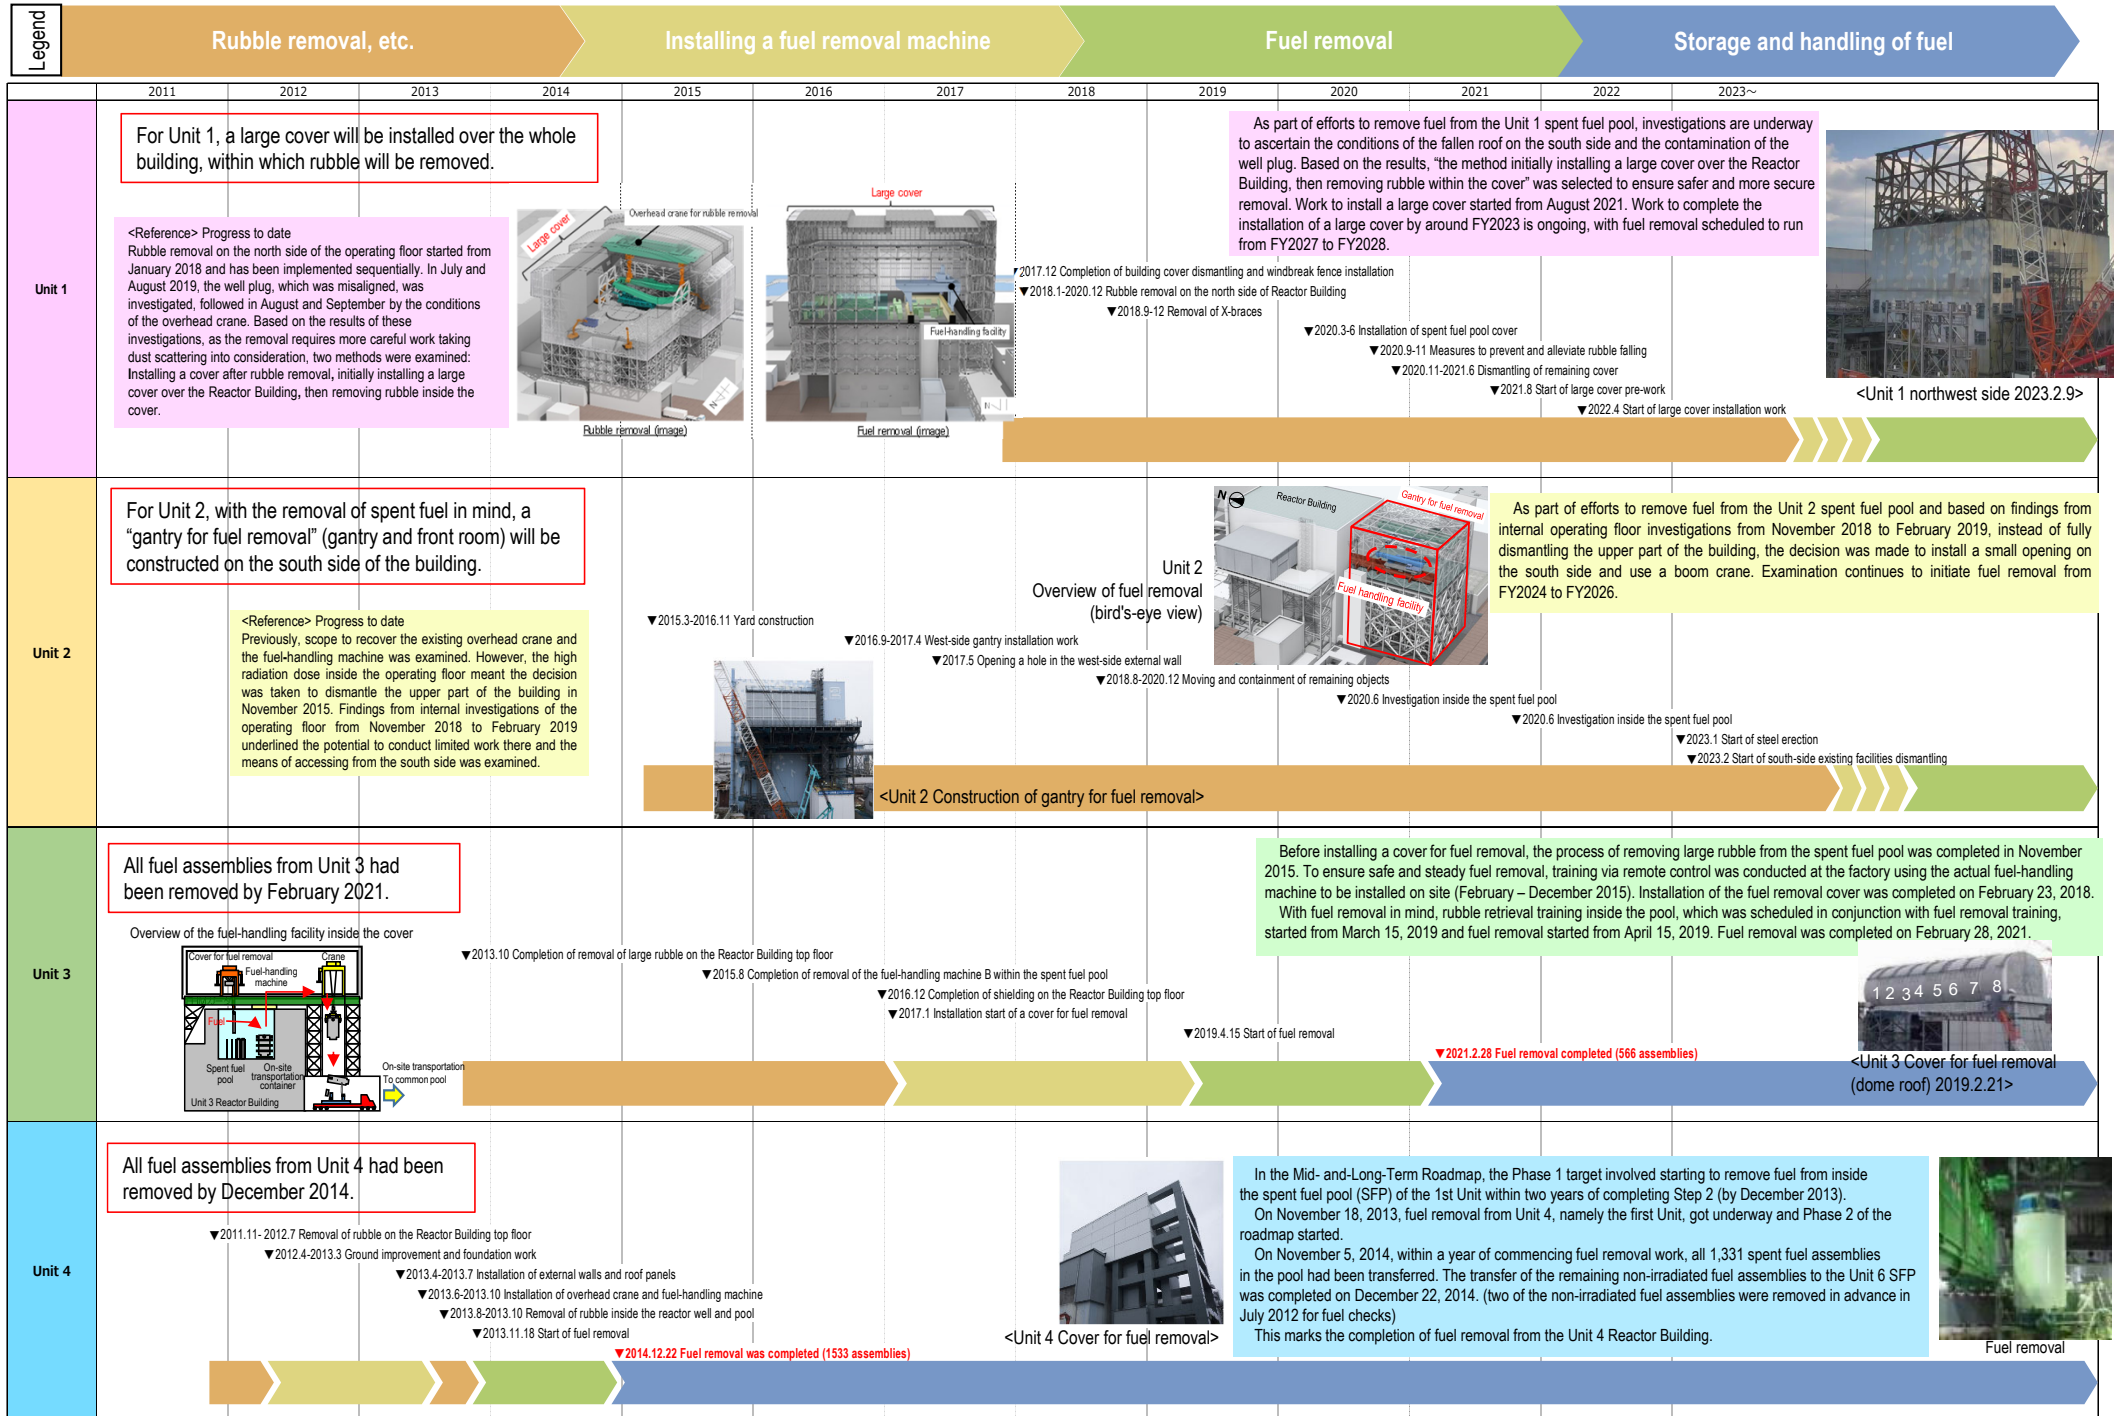 Legend
Rubble removal, etc.
Installing a fuel removal machine
Fuel removal
Storage and handling of fuel
2011
2012
2013
2014
2015
2016
2017
2018
2019
2020
2021
2022
2023～
Unit 1
For Unit 1, a large cover will be installed over the whole
building, within which rubble will be removed.
<Reference> Progress to date
Rubble removal on the north side of the operating floor started from
January 2018 and has been implemented sequentially. In July and
August 2019, the well plug, which was misaligned, was
investigated, followed in August and September by the conditions
of the overhead crane. Based on the results of these
investigations, as the removal requires more careful work taking
dust scattering into consideration, two methods were examined:
Installing a cover after rubble removal, initially installing a large
cover over the Reactor Building, then removing rubble inside the
cover.
Large cover
Overhead crane for rubble removal
N
Rubble removal (image)
Large cover
Fuel-handling facility
N
Fuel removal (image)
As part of efforts to remove fuel from the Unit 1 spent fuel pool, investigations are underway
to ascertain the conditions of the fallen roof on the south side and the contamination of the
well plug. Based on the results, “the method initially installing a large cover over the Reactor
Building, then removing rubble within the cover” was selected to ensure safer and more secure
removal. Work to install a large cover started from August 2021. Work to complete the
installation of a large cover by around FY2023 is ongoing, with fuel removal scheduled to run
from FY2027 to FY2028.
▼2017.12 Completion of building cover dismantling and windbreak fence installation
▼2018.1-2020.12 Rubble removal on the north side of Reactor Building
▼2018.9-12 Removal of X-braces
▼2020.3-6 Installation of spent fuel pool cover
▼2020.9-11 Measures to prevent and alleviate rubble falling
▼2020.11-2021.6 Dismantling of remaining cover
▼2021.8 Start of large cover pre-work
▼2022.4 Start of large cover installation work
<Unit 1 northwest side 2023.2.9>
Unit 2
For Unit 2, with the removal of spent fuel in mind, a
“gantry for fuel removal” (gantry and front room) will be
constructed on the south side of the building.
<Reference> Progress to date
Previously, scope to recover the existing overhead crane and
the fuel-handling machine was examined. However, the high
radiation dose inside the operating floor meant the decision
was taken to dismantle the upper part of the building in
November 2015. Findings from internal investigations of the
operating floor from November 2018 to February 2019
underlined the potential to conduct limited work there and the
means of accessing from the south side was examined.
Unit 2
Overview of fuel removal
(bird's-eye view)
N
Reactor Building
Gantry for fuel removal
Fuel handling facility
As part of efforts to remove fuel from the Unit 2 spent fuel pool and based on findings from
internal operating floor investigations from November 2018 to February 2019, instead of fully
dismantling the upper part of the building, the decision was made to install a small opening on
the south side and use a boom crane. Examination continues to initiate fuel removal from
FY2024 to FY2026.
▼2015.3-2016.11 Yard construction
▼2016.9-2017.4 West-side gantry installation work
▼2017.5 Opening a hole in the west-side external wall
▼2018.8-2020.12 Moving and containment of remaining objects
▼2020.6 Investigation inside the spent fuel pool
▼2020.6 Investigation inside the spent fuel pool
▼2023.1 Start of steel erection
▼2023.2 Start of south-side existing facilities dismantling
<Unit 2 Construction of gantry for fuel removal>
Unit 3
All fuel assemblies from Unit 3 had
been removed by February 2021.
Overview of the fuel-handling facility inside the cover
Cover for fuel removal
Crane
Fuel-handling
machine
Fuel
Spent fuel
pool
On-site
transportation
container
Unit 3 Reactor Building
On-site transportation
To common pool
Before installing a cover for fuel removal, the process of removing large rubble from the spent fuel pool was completed in November
2015. To ensure safe and steady fuel removal, training via remote control was conducted at the factory using the actual fuel-handling
machine to be installed on site (February – December 2015). Installation of the fuel removal cover was completed on February 23, 2018.
With fuel removal in mind, rubble retrieval training inside the pool, which was scheduled in conjunction with fuel removal training,
started from March 15, 2019 and fuel removal started from April 15, 2019. Fuel removal was completed on February 28, 2021.
▼2013.10 Completion of removal of large rubble on the Reactor Building top floor
▼2015.8 Completion of removal of the fuel-handling machine B within the spent fuel pool
▼2016.12 Completion of shielding on the Reactor Building top floor
▼2017.1 Installation start of a cover for fuel removal
▼2019.4.15 Start of fuel removal
▼2021.2.28 Fuel removal completed (566 assemblies)
1 2 3 4 5 6 7 8
<Unit 3 Cover for fuel removal
(dome roof) 2019.2.21>
Unit 4
All fuel assemblies from Unit 4 had been
removed by December 2014.
▼2011.11- 2012.7 Removal of rubble on the Reactor Building top floor
▼2012.4-2013.3 Ground improvement and foundation work
▼2013.4-2013.7 Installation of external walls and roof panels
▼2013.6-2013.10 Installation of overhead crane and fuel-handling machine
▼2013.8-2013.10 Removal of rubble inside the reactor well and pool
▼2013.11.18 Start of fuel removal
▼2014.12.22 Fuel removal was completed (1533 assemblies)
<Unit 4 Cover for fuel removal>
In the Mid- and-Long-Term Roadmap, the Phase 1 target involved starting to remove fuel from inside
the spent fuel pool (SFP) of the 1st Unit within two years of completing Step 2 (by December 2013).
On November 18, 2013, fuel removal from Unit 4, namely the first Unit, got underway and Phase 2 of the
roadmap started.
On November 5, 2014, within a year of commencing fuel removal work, all 1,331 spent fuel assemblies
in the pool had been transferred. The transfer of the remaining non-irradiated fuel assemblies to the Unit 6 SFP
was completed on December 22, 2014. (two of the non-irradiated fuel assemblies were removed in advance in
July 2012 for fuel checks)
This marks the completion of fuel removal from the Unit 4 Reactor Building.
Fuel removal